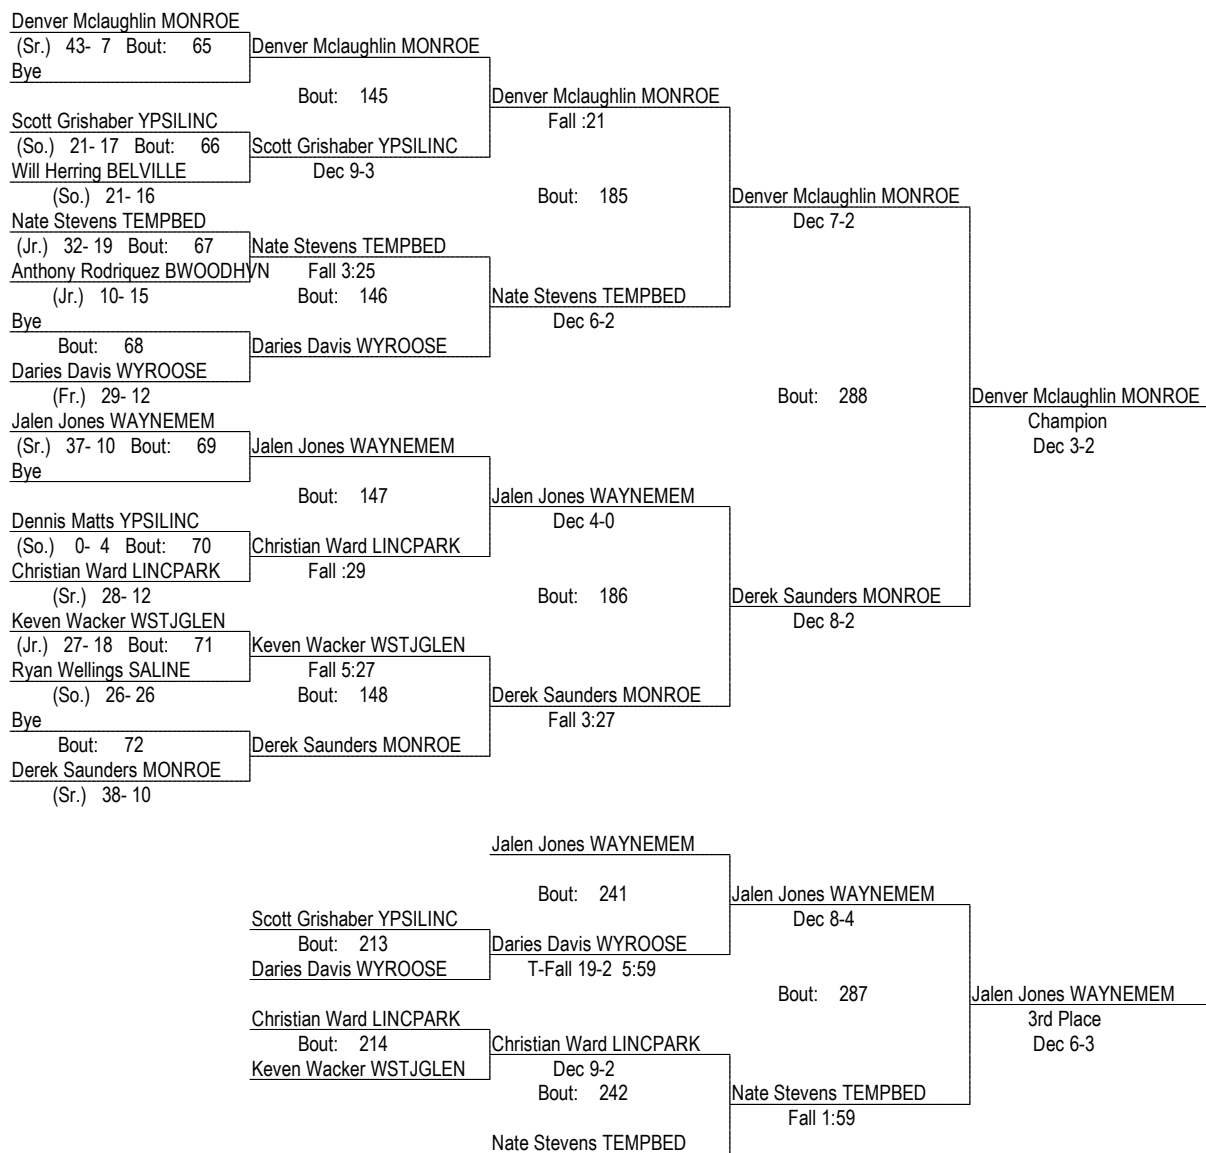 Denver Mclaughlin MONROE
(Sr.) 43- 7 Bout: 65 Denver Mclaughlin MONROE
Bye
Bout: 145 Denver Mclaughlin MONROE
Scott Grishaber YPSILINC Fall :21
(So.) 21- 17 Bout: 66 Scott Grishaber YPSILINC
Will Herring BELVILLE Dec 9-3
(So.) 21- 16 Bout: 185 Denver Mclaughlin MONROE
Nate Stevens TEMPBED Dec 7-2
(Jr.) 32- 19 Bout: 67 Nate Stevens TEMPBED
Anthony Rodriquez BWOODHVN Fall 3:25
(Jr.) 10- 15 Bout: 146 Nate Stevens TEMPBED
Bye Dec 6-2
Bout: 68 Daries Davis WYROOSE
Daries Davis WYROOSE
(Fr.) 29- 12 Bout: 288 Denver Mclaughlin MONROE
Jalen Jones WAYNEMEM Champion
(Sr.) 37- 10 Bout: 69 Jalen Jones WAYNEMEM Dec 3-2
Bye
Bout: 147 Jalen Jones WAYNEMEM
Dennis Matts YPSILINC Dec 4-0
(So.) 0- 4 Bout: 70 Christian Ward LINCPARK
Christian Ward LINCPARK Fall :29
(Sr.) 28- 12 Bout: 186 Derek Saunders MONROE
Keven Wacker WSTJGLEN Dec 8-2
(Jr.) 27- 18 Bout: 71 Keven Wacker WSTJGLEN
Ryan Wellings SALINE Fall 5:27
(So.) 26- 26 Bout: 148 Derek Saunders MONROE
Bye Fall 3:27
Bout: 72 Derek Saunders MONROE
Derek Saunders MONROE
(Sr.) 38- 10
Jalen Jones WAYNEMEM
Bout: 241 Jalen Jones WAYNEMEM
Scott Grishaber YPSILINC Dec 8-4
Bout: 213 Daries Davis WYROOSE
Daries Davis WYROOSE T-Fall 19-2 5:59
Bout: 287 Jalen Jones WAYNEMEM
Christian Ward LINCPARK 3rd Place
Bout: 214 Christian Ward LINCPARK Dec 6-3
Keven Wacker WSTJGLEN Dec 9-2
Bout: 242 Nate Stevens TEMPBED
Fall 1:59
Nate Stevens TEMPBED